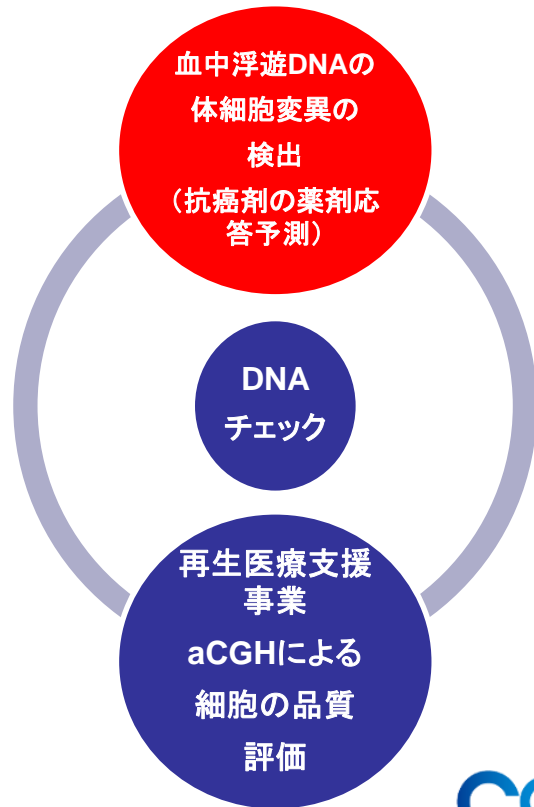 血中浮遊DNAの
体細胞変異の
検出
（抗癌剤の薬剤応
答予測）
DNA
チェック
再生医療支援
事業
aCGHによる
細胞の品質
評価